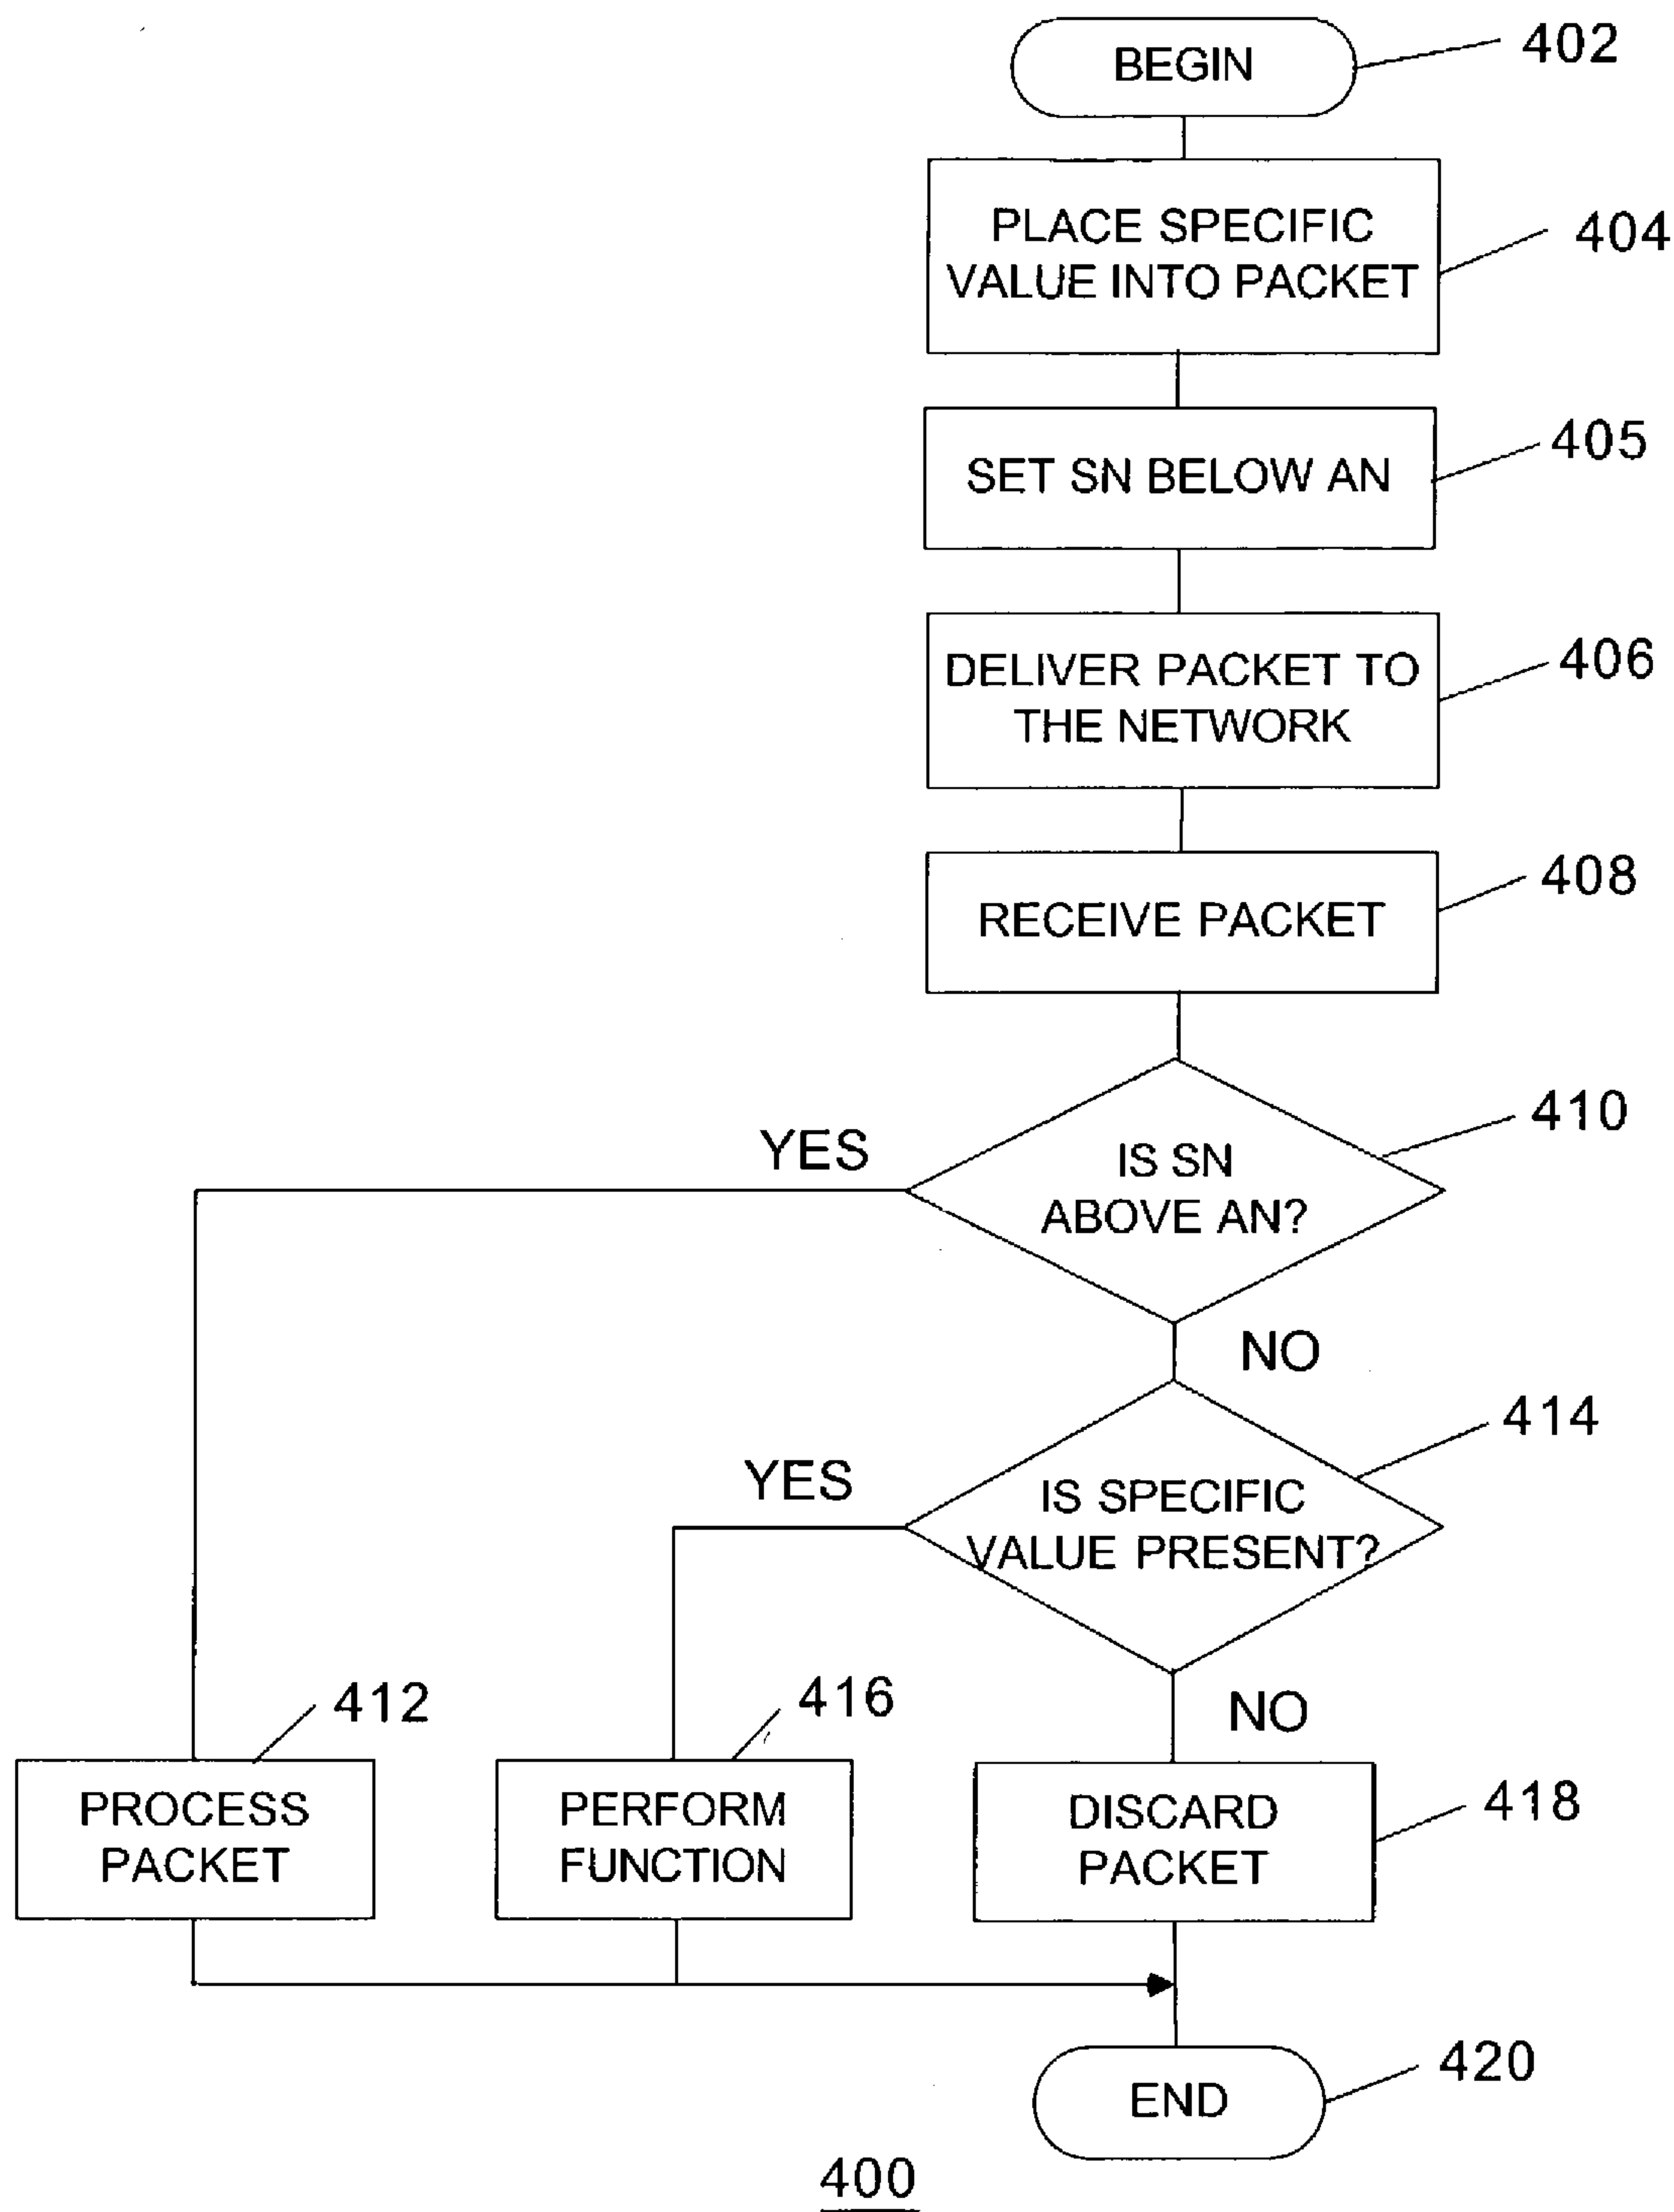 BEGIN
402
PLACE SPECIFIC
VALUE INTO PACKET
404
SET SN BELOW AN
405
DELIVER PACKET TO
THE NETWORK
406
RECEIVE PACKET
408
IS SN
ABOVE AN?
410
YES
NO
IS SPECIFIC
VALUE PRESENT?
414
YES
NO
PROCESS
PACKET
412
PERFORM
FUNCTION
416
DISCARD
PACKET
418
END
420
400